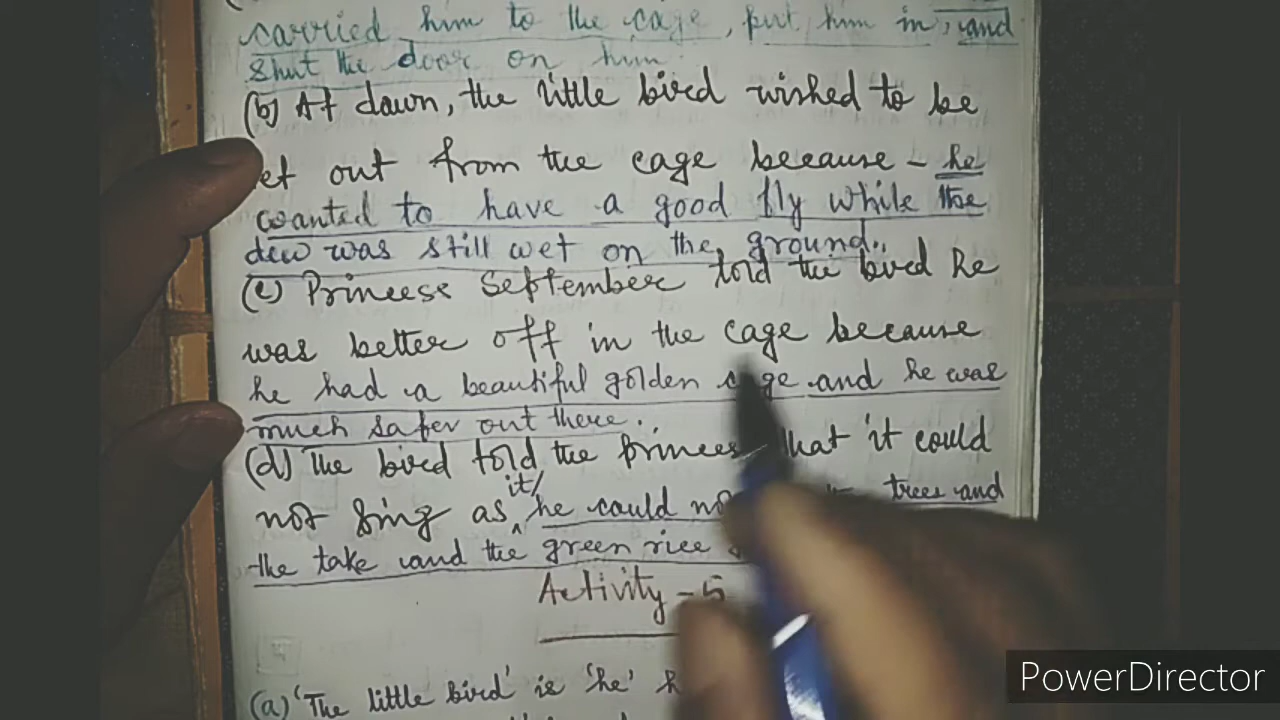 carried him to the cage, put him in, and
shut the door on him
(b) At dawn, the little bird wished to be
et out from the cage because - he
wanted to have a good fly while the
dew was still wet on the ground.
(c) Princess September told the bird he
was better off in the cage because
he had a beautiful golden cage and he was
much safer out there.
(d) The bird told the princess that it could
not sing as it/ he could no trees and
the take and the green rice
Activity - 5
(a) 'The little bird' is 'he' h
PowerDirector